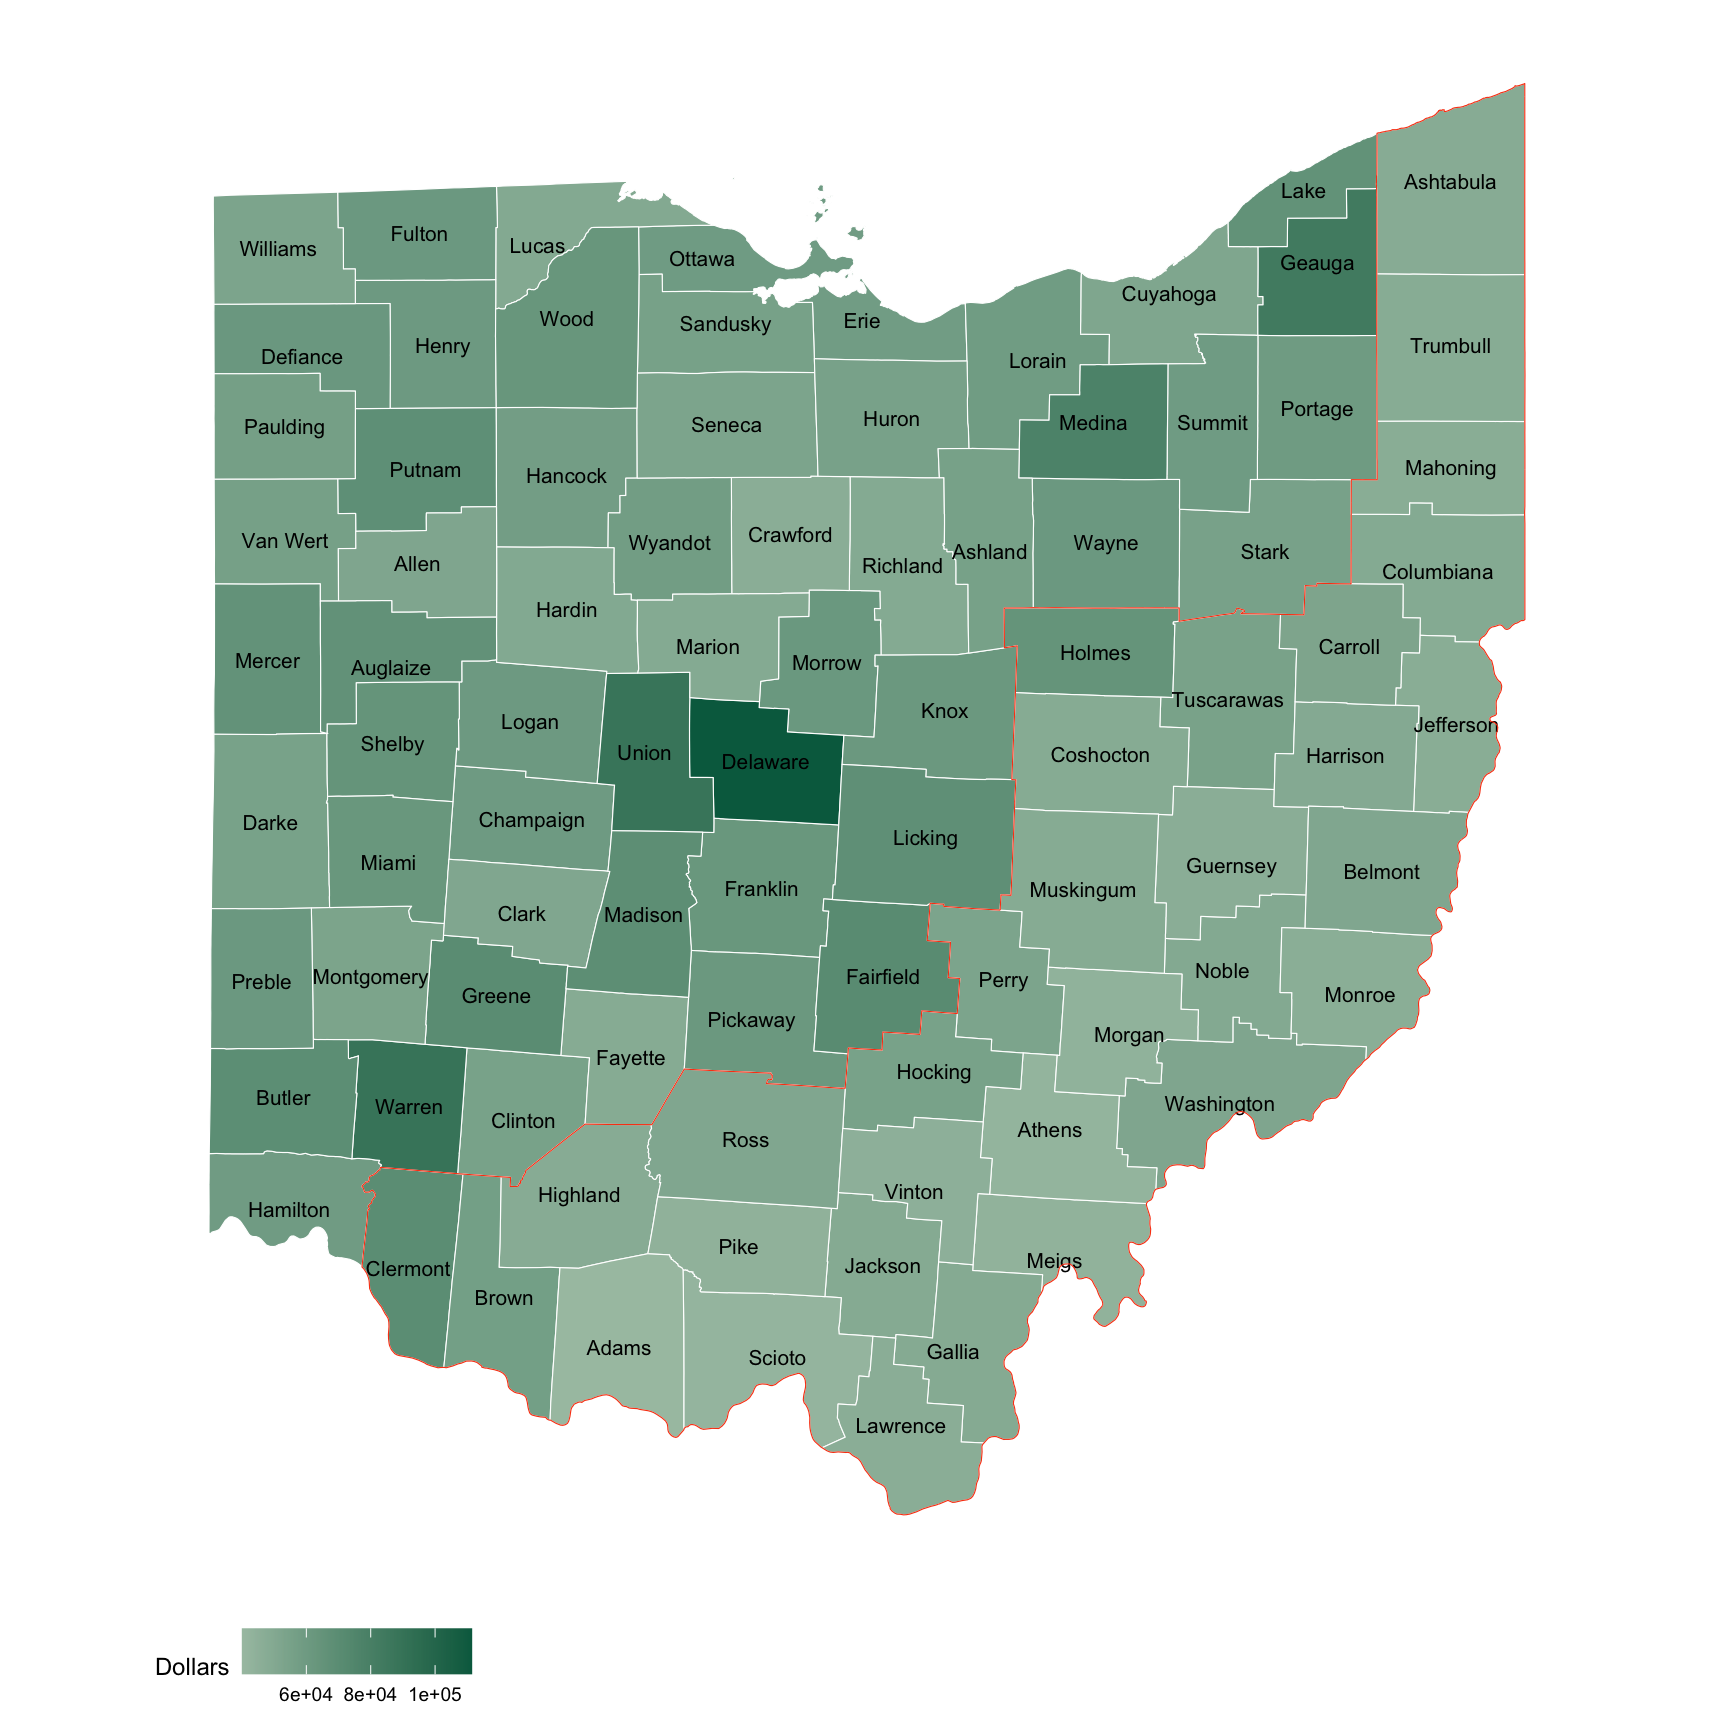 Ashtabula
Lake
Geauga
Williams
Fulton
Lucas
Ottawa
Cuyahoga
Wood
Sandusky
Erie
Trumbull
Defiance
Henry
Lorain
Portage
Paulding
Seneca
Huron
Medina
Summit
Mahoning
Putnam
Hancock
Van Wert
Wyandot
Crawford
Ashland
Wayne
Stark
Allen
Richland
Columbiana
Hardin
Marion
Mercer
Auglaize
Morrow
Holmes
Carroll
Tuscarawas
Logan
Knox
Jefferson
Shelby
Union
Delaware
Coshocton
Harrison
Darke
Champaign
Licking
Miami
Franklin
Muskingum
Guernsey
Belmont
Clark
Madison
Preble
Montgomery
Greene
Fairfield
Perry
Noble
Monroe
Pickaway
Morgan
Fayette
Hocking
Butler
Warren
Clinton
Washington
Ross
Athens
Hamilton
Highland
Vinton
Pike
Jackson
Meigs
Clermont
Brown
Adams
Scioto
Gallia
Lawrence
Dollars
6e+04 8e+04 1e+05